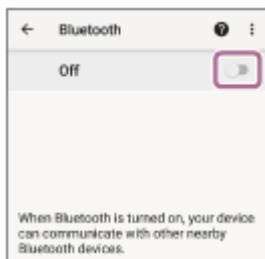 Bluetooth
Off
When Bluetooth is turned on, your device
can communicate with other nearby
Bluetooth devices.